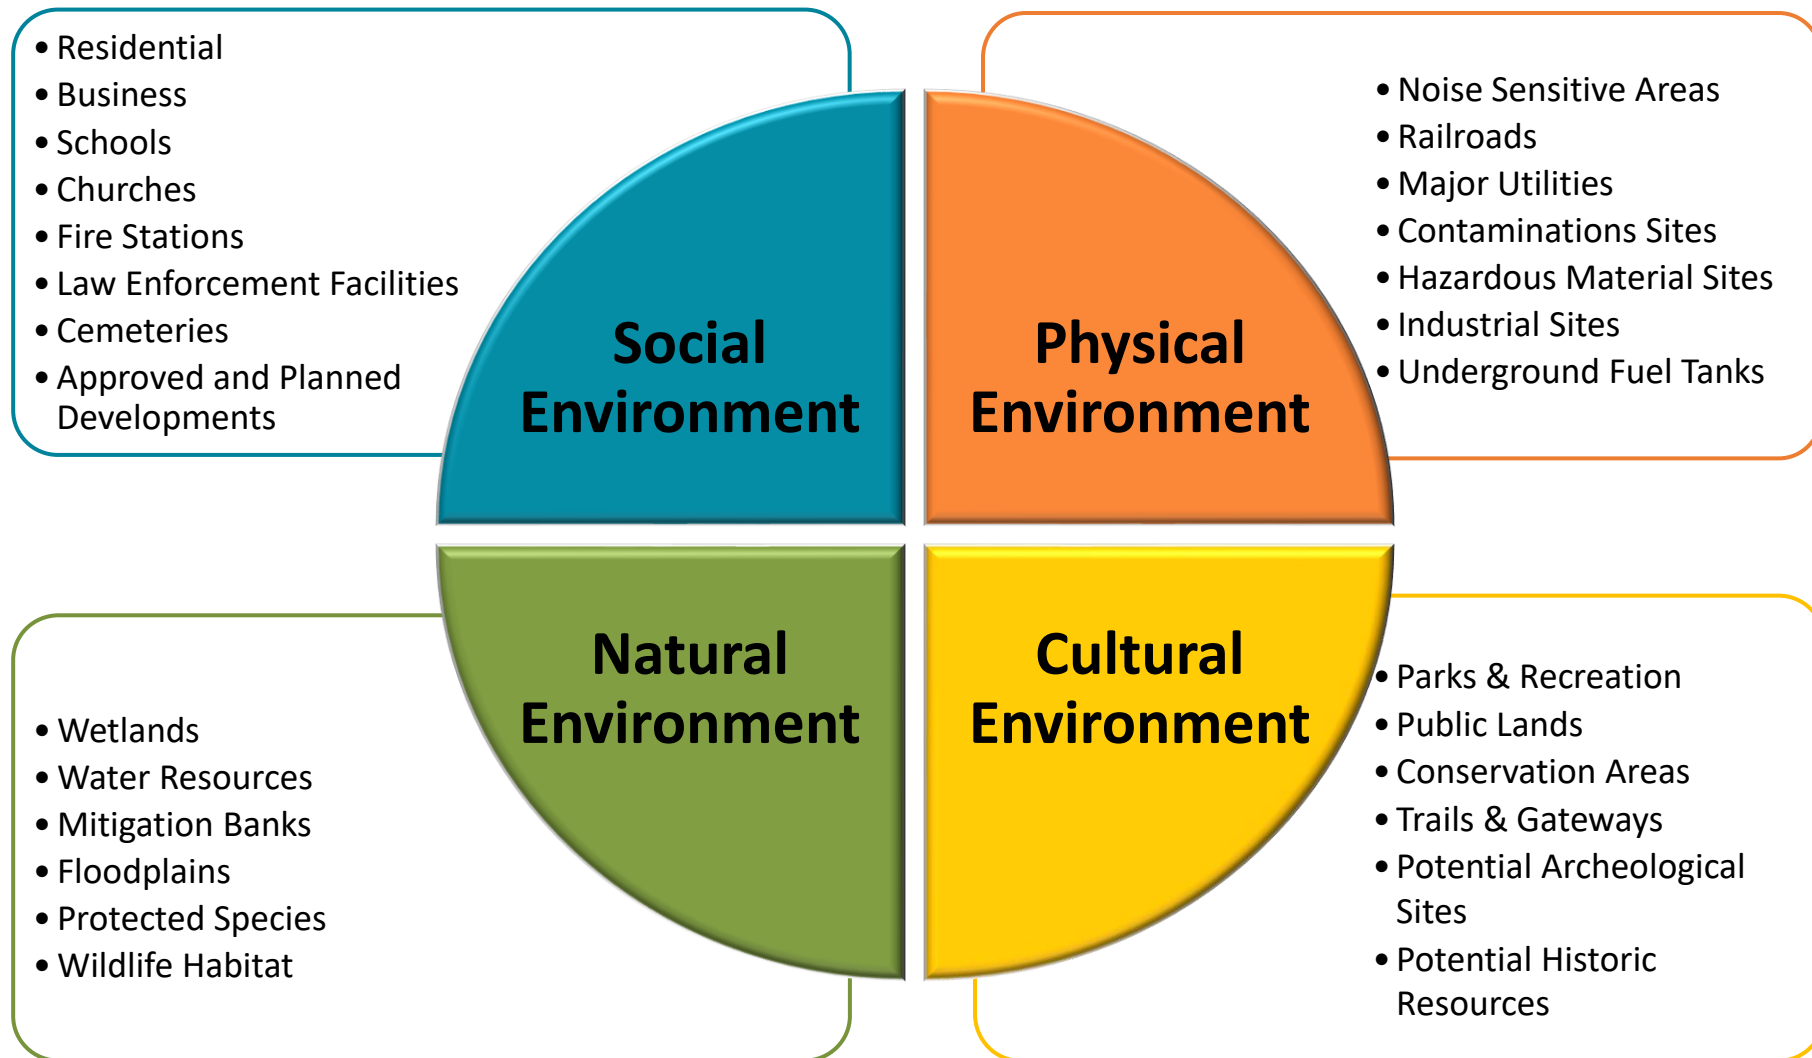 • Residential
• Business
• Schools
• Churches
• Fire Stations
• Law Enforcement Facilities
• Cemeteries
• Approved and Planned
Developments
Social
Environment
Physical
Environment
• Noise Sensitive Areas
• Railroads
• Major Utilities
• Contaminations Sites
• Hazardous Material Sites
• Industrial Sites
• Underground Fuel Tanks
• Wetlands
• Water Resources
• Mitigation Banks
• Floodplains
• Protected Species
• Wildlife Habitat
Natural
Environment
Cultural
Environment
• Parks & Recreation
• Public Lands
• Conservation Areas
• Trails & Gateways
• Potential Archeological
Sites
• Potential Historic
Resources